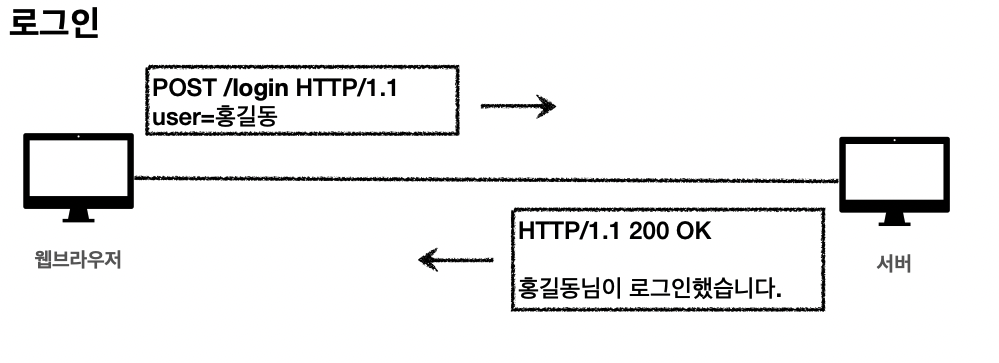 로그인
POST /login HTTP/1.1
user=홍길동
웹브라우저
HTTP/1.1 200 OK
홍길동님이 로그인했습니다.
서버